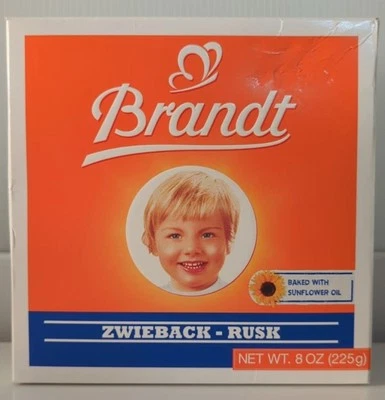 Brandt
BAKED WITH
SUNFLOWER OIL
ZWIEBACK - RUSK
NET WT. 8 OZ (225g)